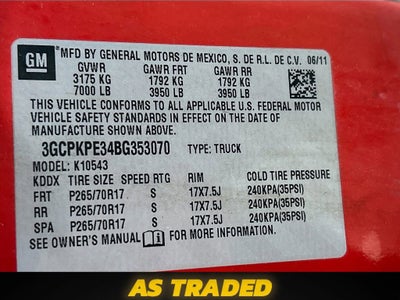 GM
MFD BY GENERAL MOTORS DE MEXICO, S. DE R.L. DE C.V. 06/11
GVWR GAWR FRT GAWR RR
3175 KG 1792 KG 1792 KG
7000 LB 3950 LB 3950 LB
THIS VEHICLE CONFORMS TO ALL APPLICABLE U.S. FEDERAL MOTOR
VEHICLE SAFETY STANDARDS IN EFFECT ON THE DATE OF
MANUFACTURE SHOWN ABOVE.
3GCPKPE34BG353070 TYPE: TRUCK
MODEL: K10543
KDDX TIRE SIZE SPEED RTG RIM COLD TIRE PRESSURE
FRT P265/70R17 S 17X7.5J 240KPA(35PSI)
RR P265/70R17 S 17X7.5J 240KPA(35PSI)
SPA P265/70R17 S 17X7.5J 240KPA(35PSI)
SEE OWNER'S MANUAL FOR MORE INFORMATION.
AS TRADED